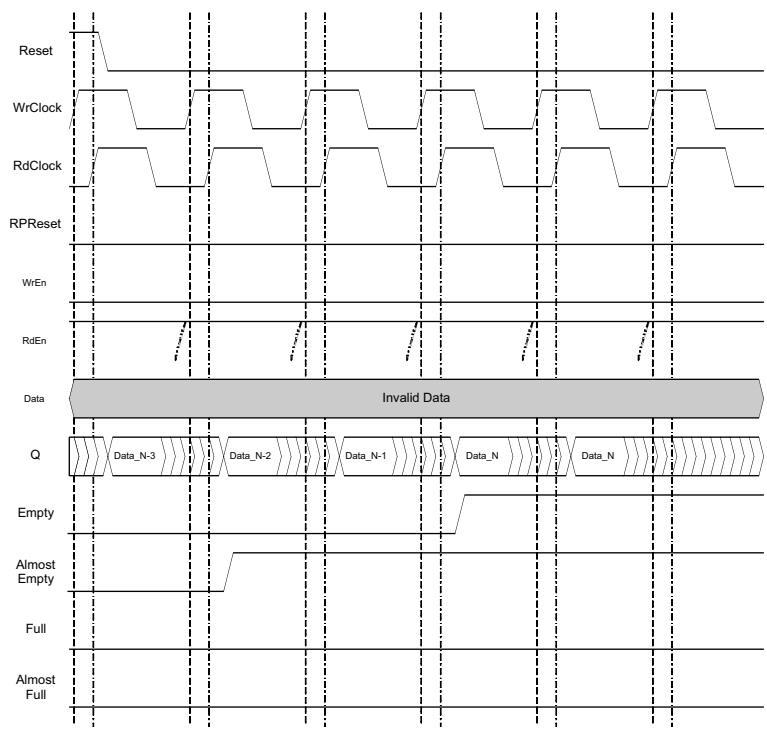 Reset
WrClock
RdClock
RPReset
WrEn
RdEn
Data
Invalid Data
Q
Data_N-3
Data_N-2
Data_N-1
Data_N
Data_N
Empty
Almost
Empty
Full
Almost
Full